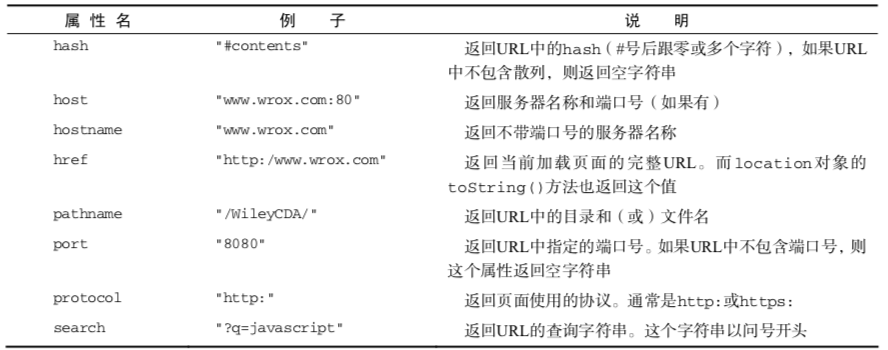 属 性 名 例 子 说 明
hash "#contents" 返回URL中的hash（#号后跟零或多个字符），如果URL
中不包含散列，则返回空字符串
host "www.wrox.com:80" 返回服务器名称和端口号（如果有）
hostname "www.wrox.com" 返回不带端口号的服务器名称
href "http:/www.wrox.com" 返回当前加载页面的完整URL。而location对象的
toString()方法也返回这个值
pathname "/WileyCDA/" 返回URL中的目录和（或）文件名
port "8080" 返回URL中指定的端口号。如果URL中不包含端口号，则
这个属性返回空字符串
protocol "http:" 返回页面使用的协议。通常是http:或https:
search "?q=javascript" 返回URL的查询字符串。这个字符串以问号开头